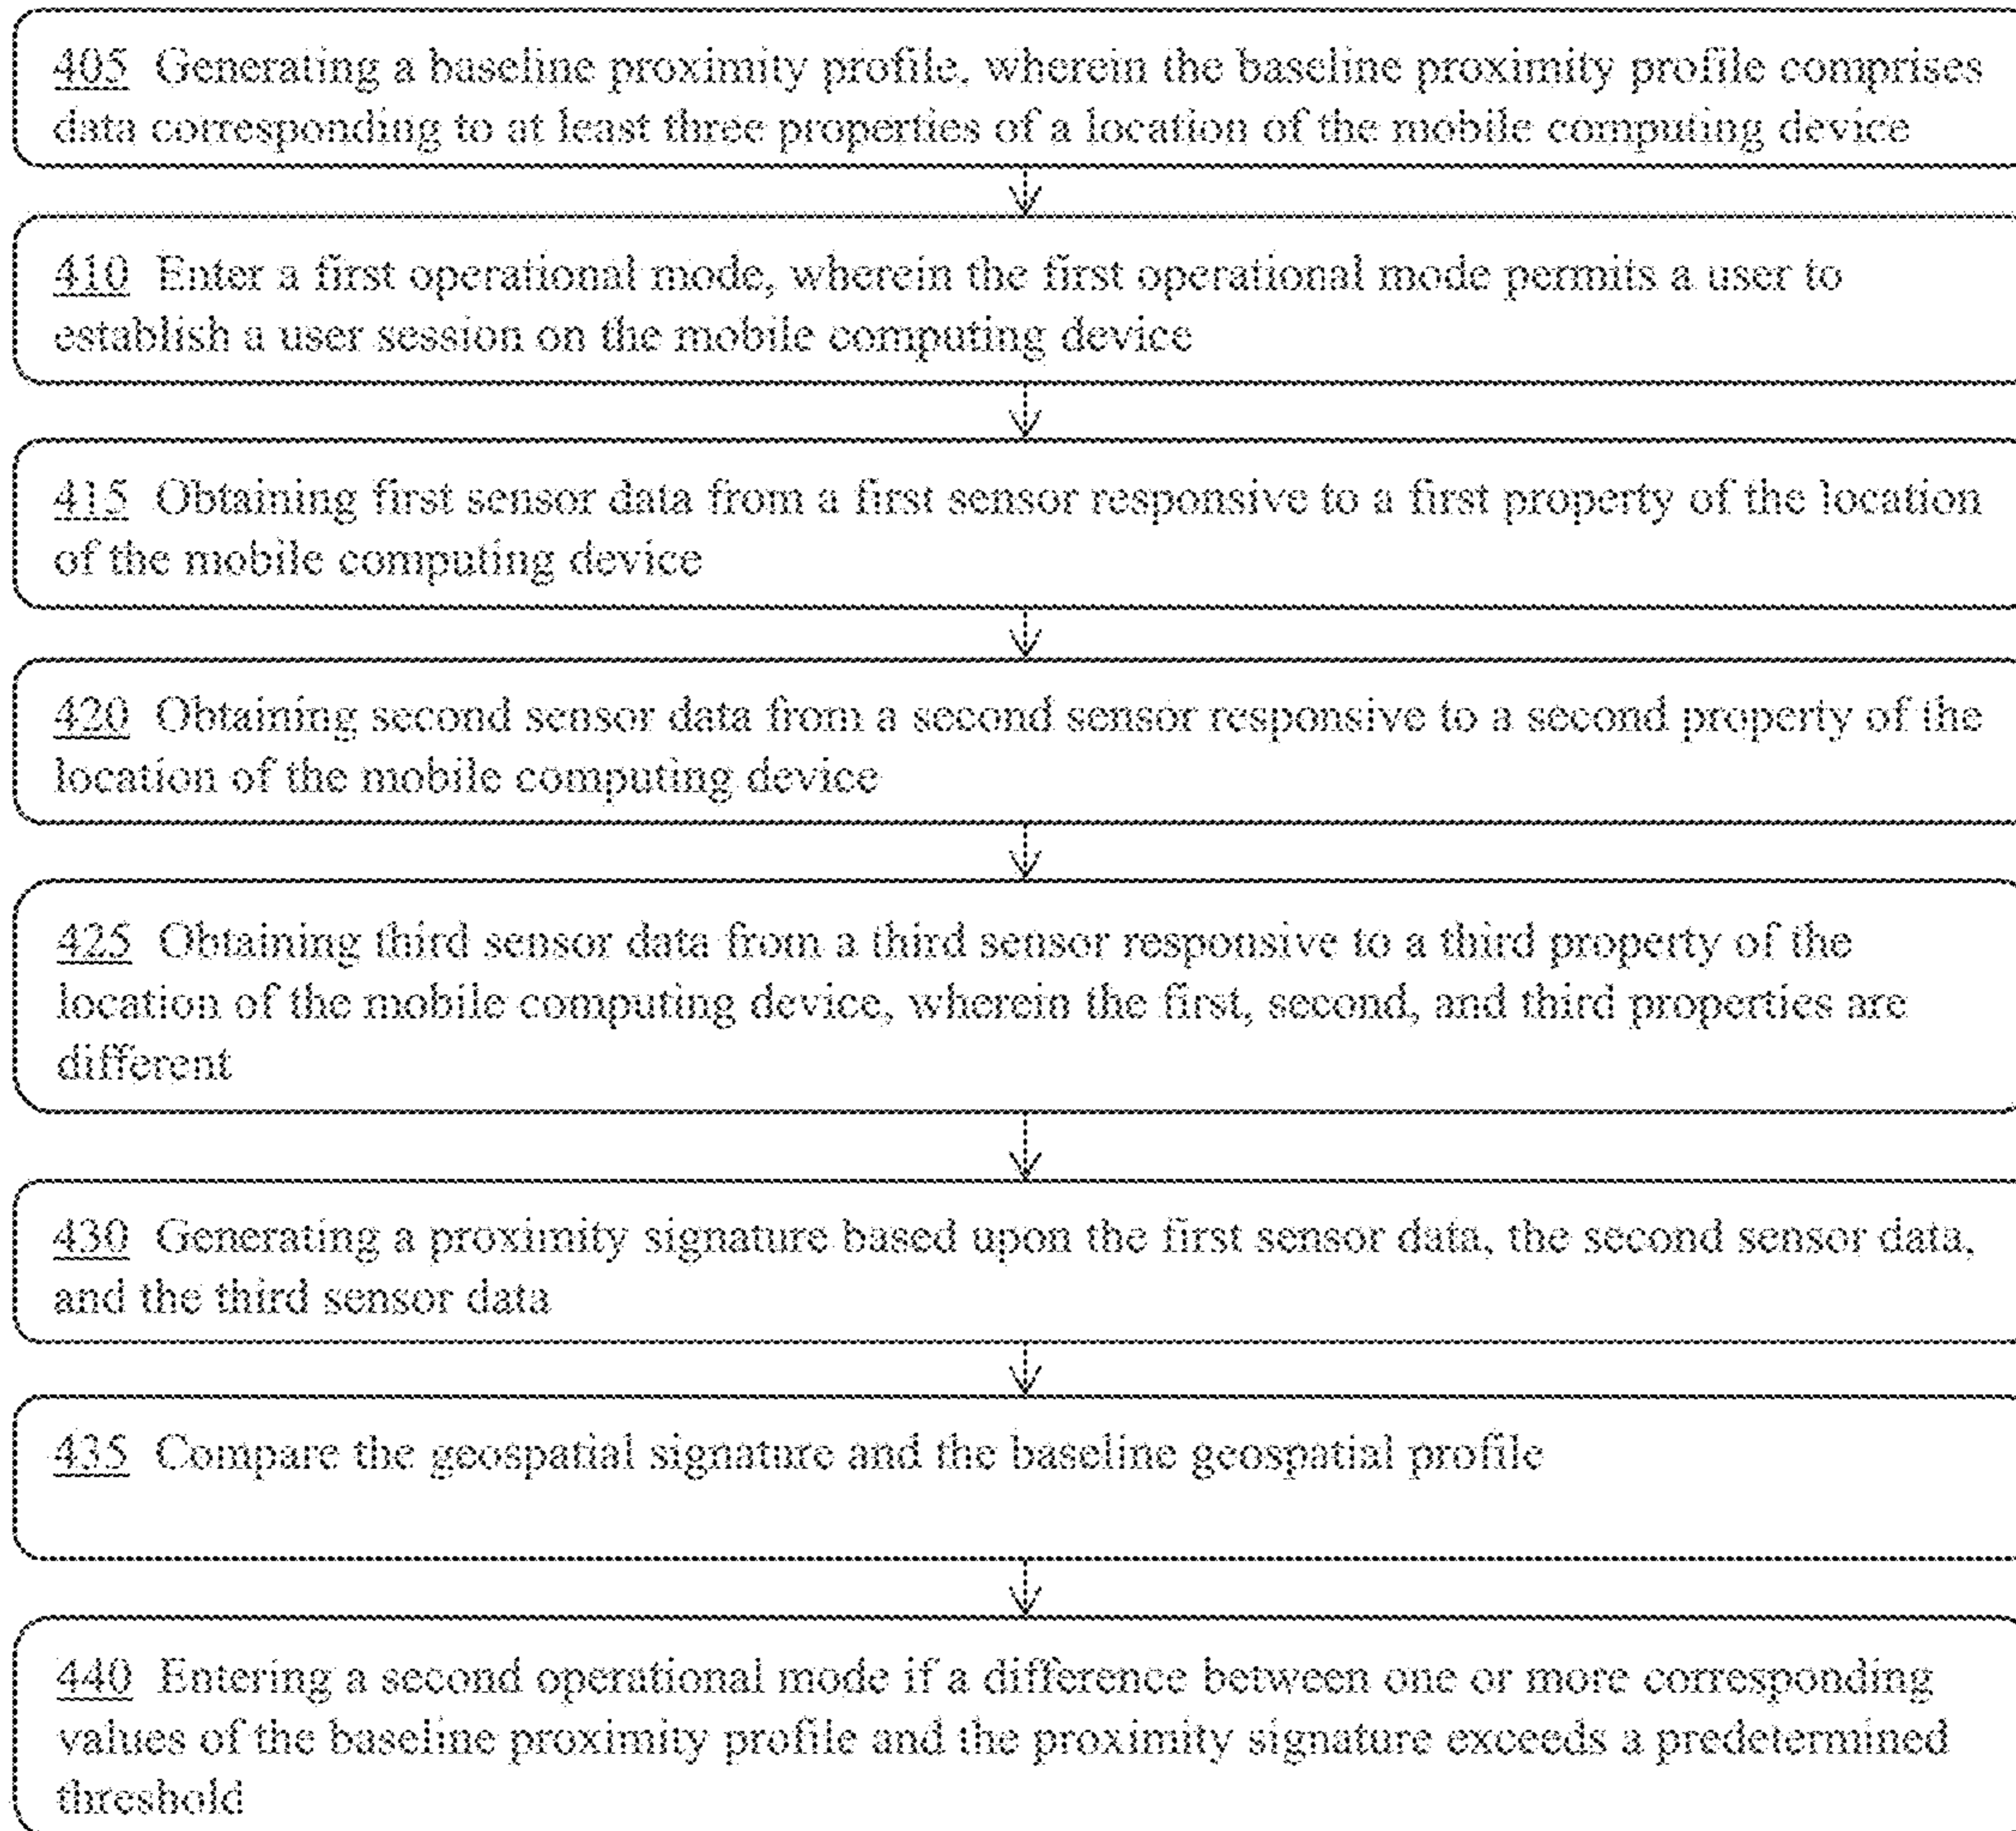 405 Generating a baseline proximity profile, wherein the baseline proximity profile comprises
data corresponding to at least three properties of a location of the mobile computing device
410 Enter a first operational mode, wherein the first operational mode permits a user to
establish a user session on the mobile computing device
415 Obtaining first sensor data from a first sensor responsive to a first property of the location
of the mobile computing device
420 Obtaining second sensor data from a second sensor responsive to a second property of the
location of the mobile computing device
425 Obtaining third sensor data from a third sensor responsive to a third property of the
location of the mobile computing device, wherein the first, second, and third properties are
different
430 Generating a proximity signature based upon the first sensor data, the second sensor data,
and the third sensor data
435 Compare the geospatial signature and the baseline geospatial profile
440 Entering a second operational mode if a difference between one or more corresponding
values of the baseline proximity profile and the proximity signature exceeds a predetermined
threshold